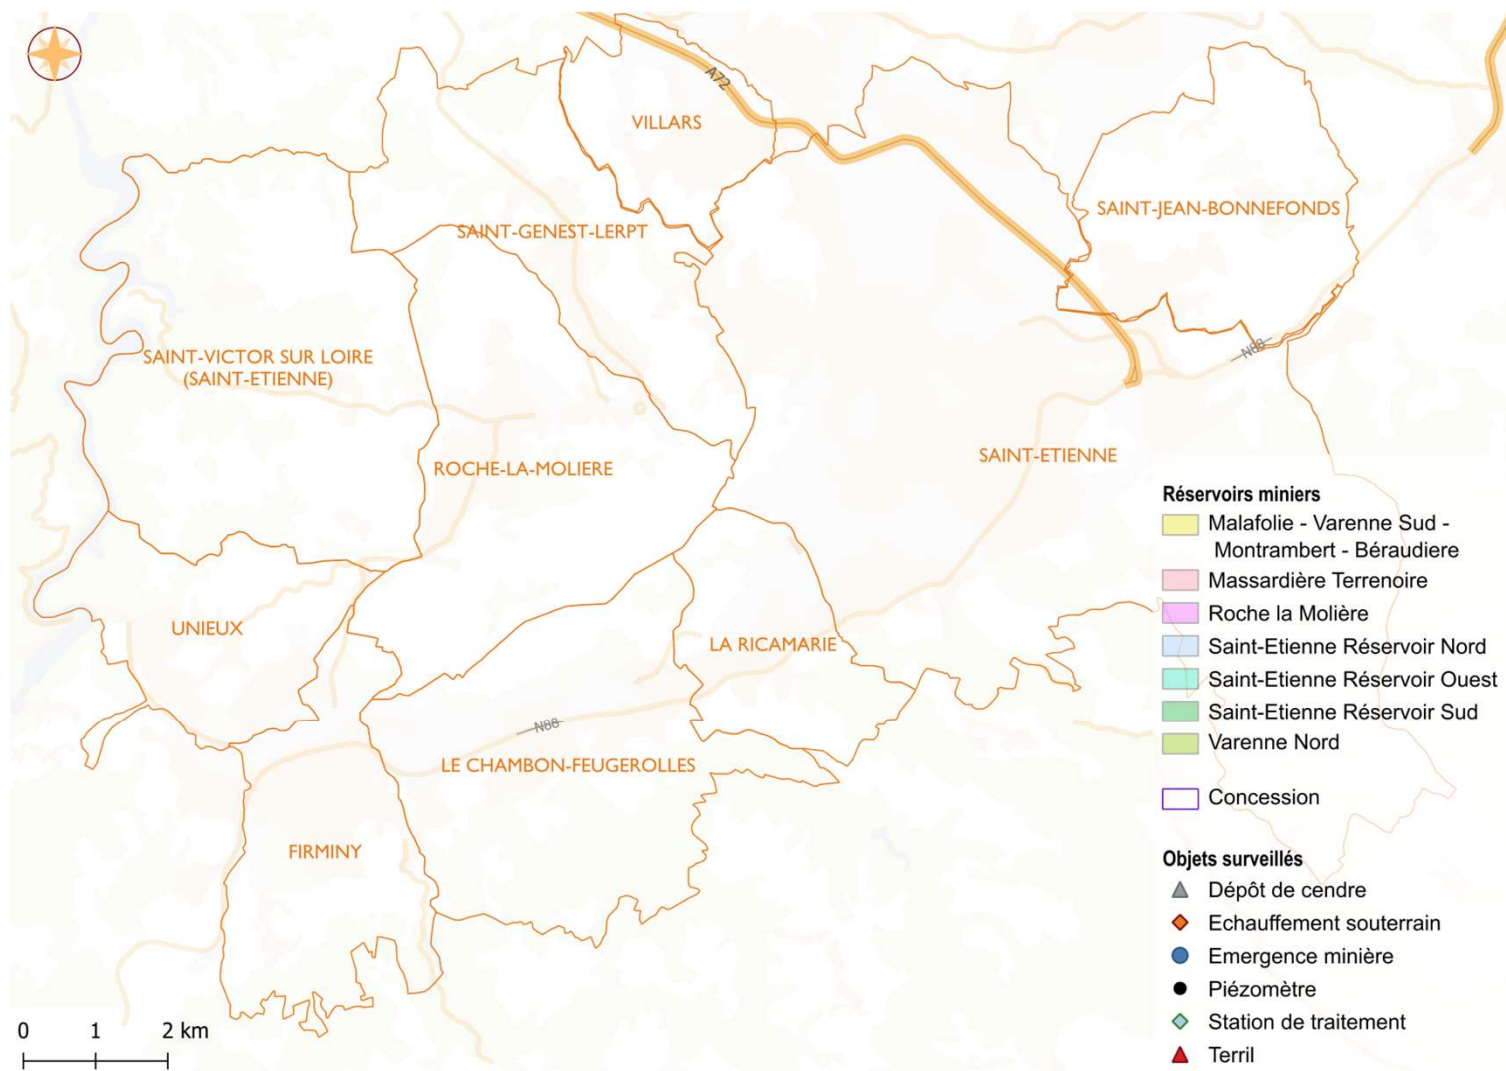 A72
VILLARS
SAINT-JEAN-BONNEFONDS
SAINT-GENEST-LERPT
N88
SAINT-VICTOR SUR LOIRE
(SAINT-ETIENNE)
ROCHE-LA-MOLIERE
SAINT-ETIENNE
UNIEUX
LA RICAMARIE
N88
LE CHAMBON-FEUGEROLLES
FIRMINY
0 1 2 km
Réservoirs miniers
Malafolie - Varenne Sud -
Montrambert - Béraudiere
Massardière Terrenoire
Roche la Molière
Saint-Etienne Réservoir Nord
Saint-Etienne Réservoir Ouest
Saint-Etienne Réservoir Sud
Varenne Nord
Concession
Objets surveillés
Dépôt de cendre
Echauffement souterrain
Emergence minière
Piézomètre
Station de traitement
Terril